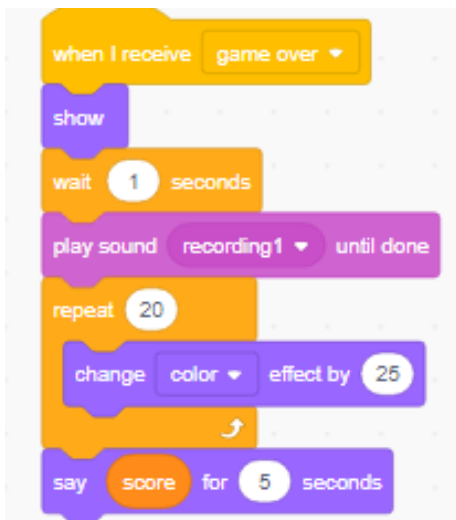 when I receive game over
show
wait 1 seconds
play sound recording1 until done
repeat 20
change color effect by 25
say score for 5 seconds